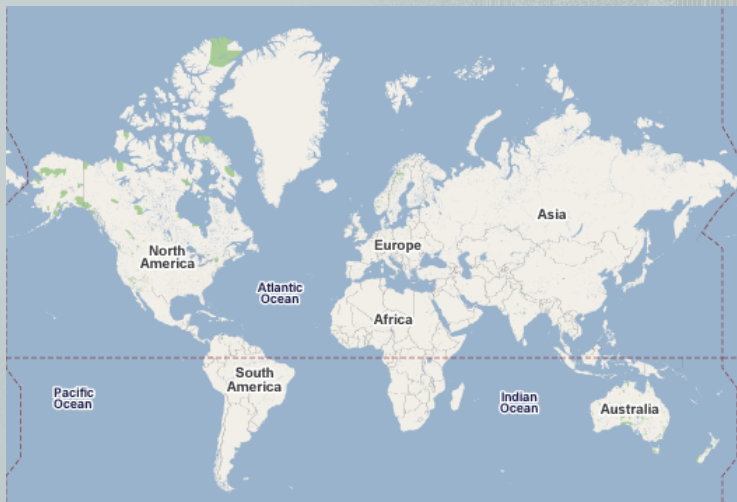 Asia
Europe
North
America
Atlantic
Ocean
Africa
South
America
Pacific
Ocean
Indian
Ocean
Australia